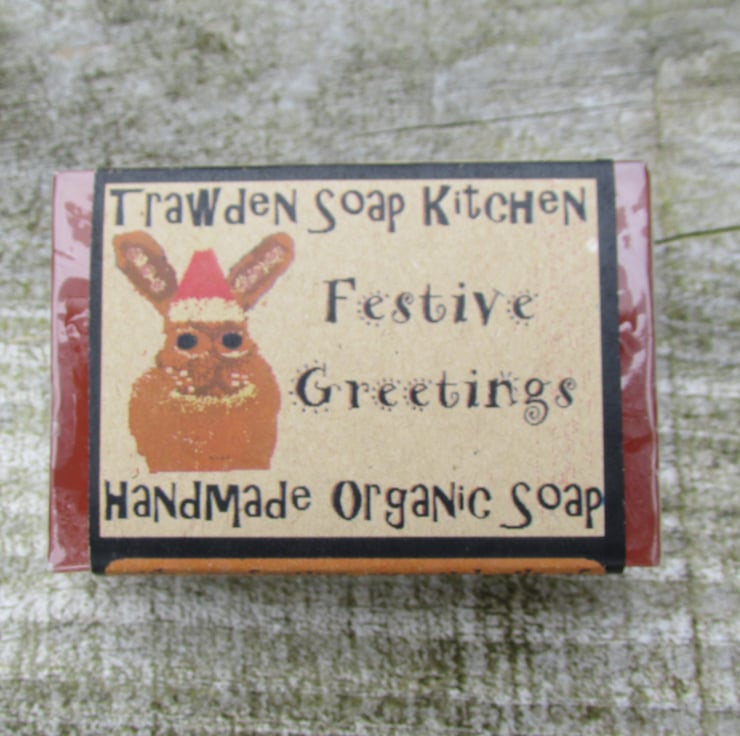 Trawden Soap Kitchen
Festive
Greetings
Handmade Organic Soap